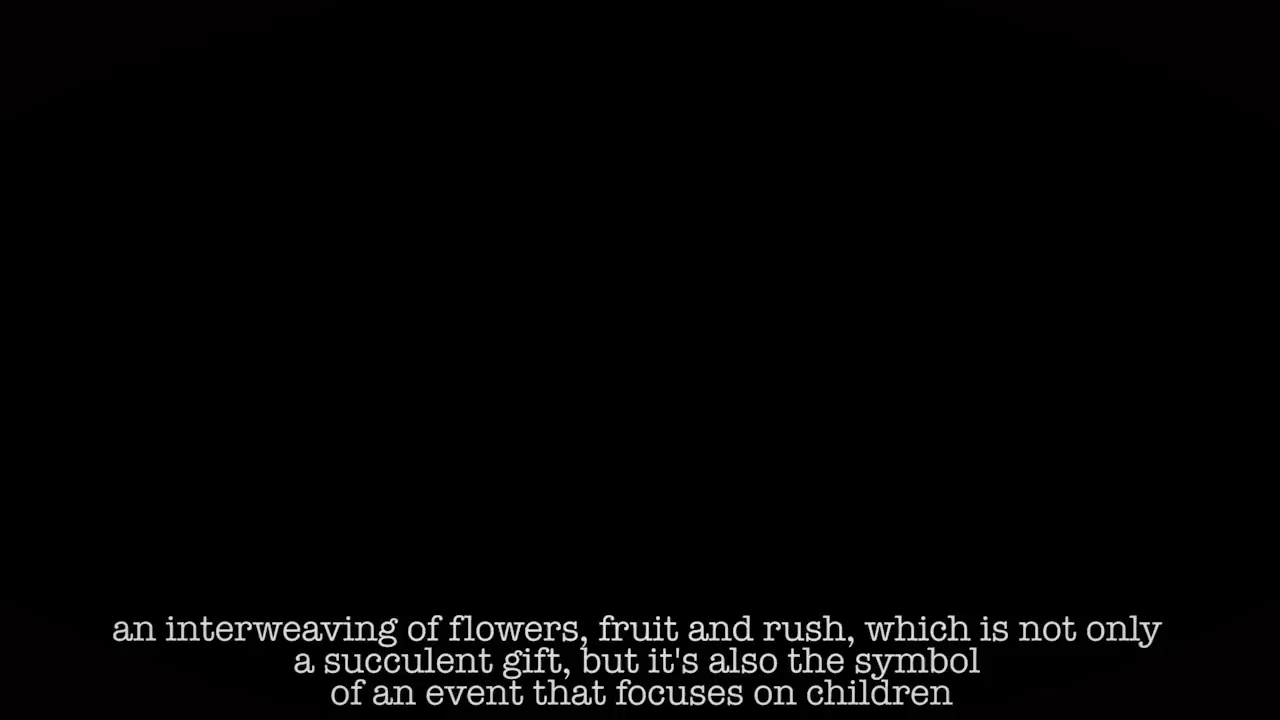 an interweaving of flowers, fruit and rush, which is not only
a succulent gift, but it's also the symbol
of an event that focuses on children